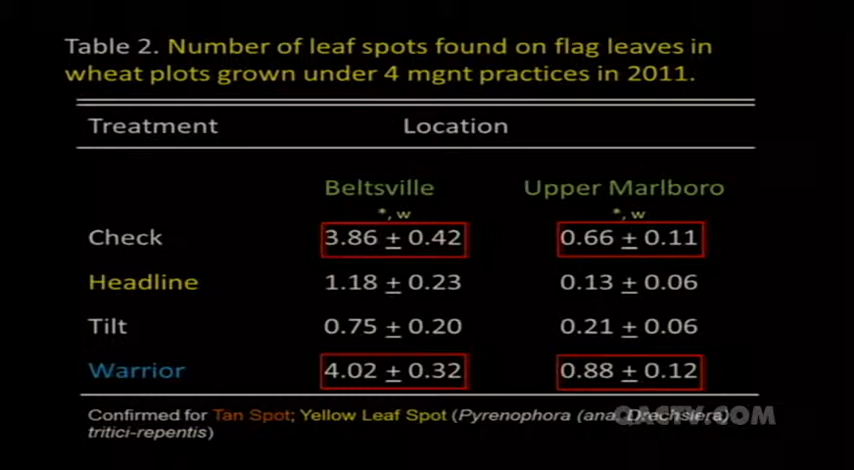 Table 2. Number of leaf spots found on flag leaves in
wheat plots grown under 4 mgnt practices in 2011.
Treatment Location
Beltsville Upper Marlboro
*, w *, w
Check 3.86 ± 0.42 0.66 ± 0.11
Headline 1.18 ± 0.23 0.13 ± 0.06
Tilt 0.75 ± 0.20 0.21 ± 0.06
Warrior 4.02 ± 0.32 0.88 ± 0.12
Confirmed for Tan Spot; Yellow Leaf Spot (Pyrenophora (ana. Drechslera)
tritici-repentis)
QACTV.COM